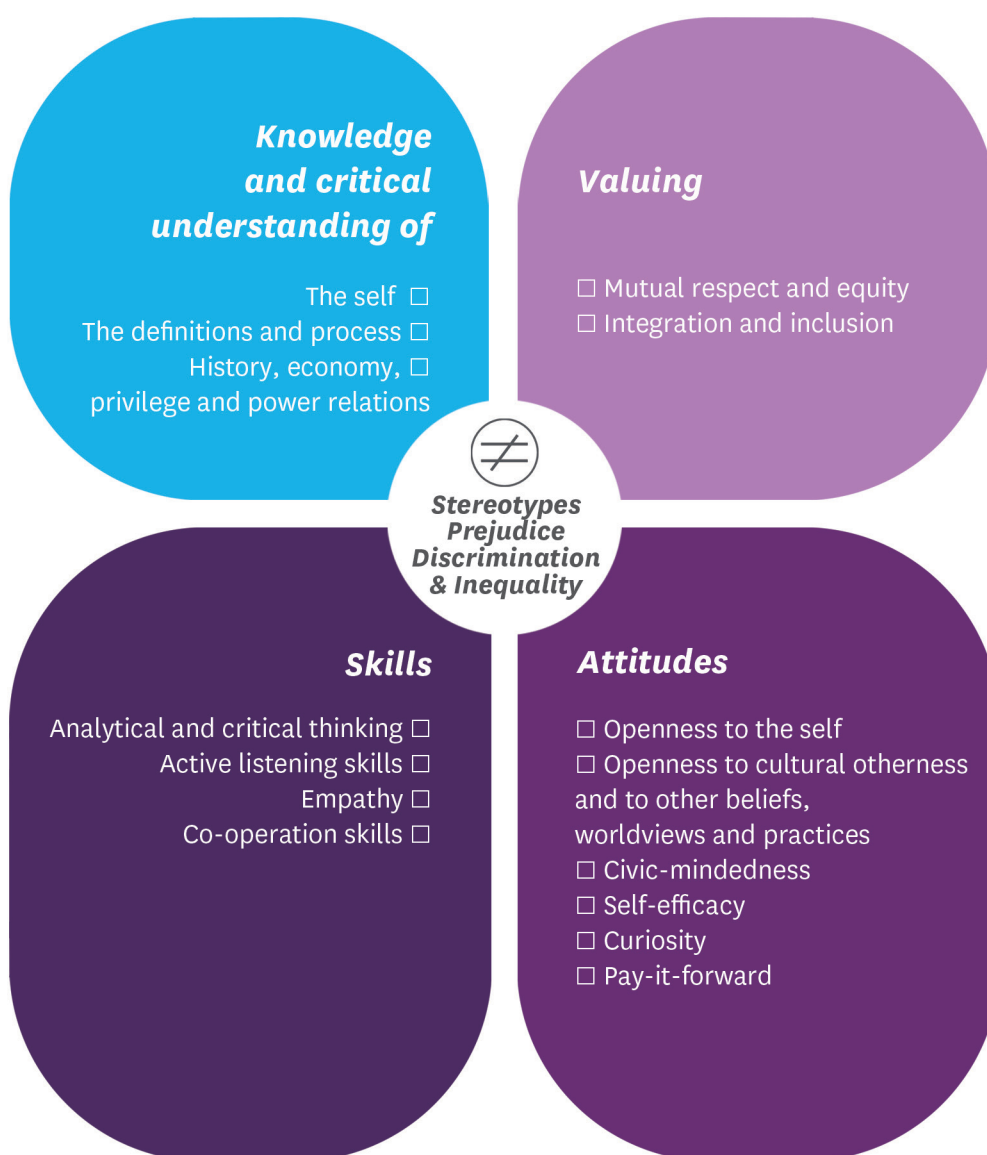 Knowledge
and critical
understanding of
The self ☐
The definitions and process ☐
History, economy, ☐
privilege and power relations
Valuing
☐ Mutual respect and equity
☐ Integration and inclusion
≠
Stereotypes
Prejudice
Discrimination
& Inequality
Skills
Analytical and critical thinking ☐
Active listening skills ☐
Empathy ☐
Co-operation skills ☐
Attitudes
☐ Openness to the self
☐ Openness to cultural otherness
and to other beliefs,
worldviews and practices
☐ Civic-mindedness
☐ Self-efficacy
☐ Curiosity
☐ Pay-it-forward